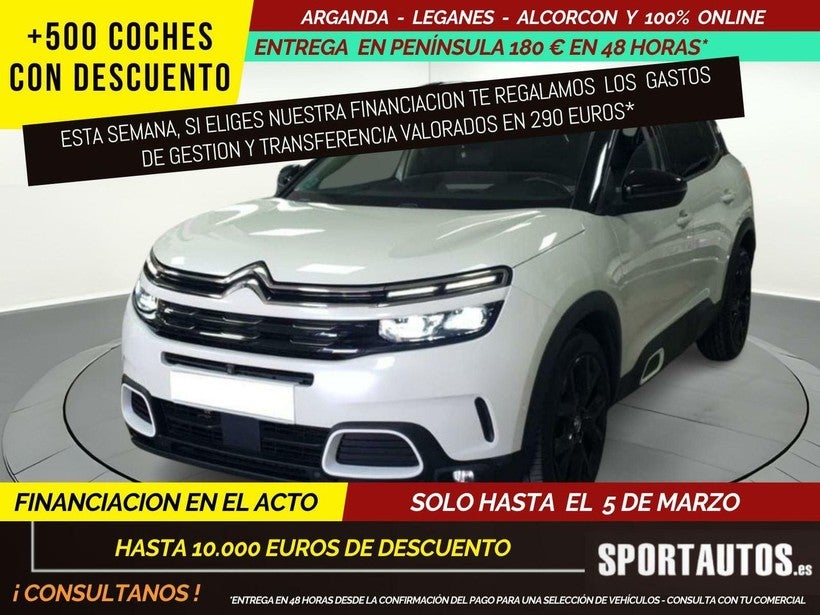 +500 COCHES
CON DESCUENTO
ARGANDA - LEGANES - ALCORCON Y 100% ONLINE
ENTREGA EN PENÍNSULA 180 € EN 48 HORAS*
ESTA SEMANA, SI ELIGES NUESTRA FINANCIACION TE REGALAMOS LOS GASTOS
DE GESTION Y TRANSFERENCIA VALORADOS EN 290 EUROS*
FINANCIACION EN EL ACTO
SOLO HASTA EL 5 DE MARZO
HASTA 10.000 EUROS DE DESCUENTO
SPORTAUTOS.es
¡ CONSULTANOS !
*ENTREGA EN 48 HORAS DESDE LA CONFIRMACIÓN DEL PAGO PARA UNA SELECCIÓN DE VEHÍCULOS - CONSULTA CON TU COMERCIAL